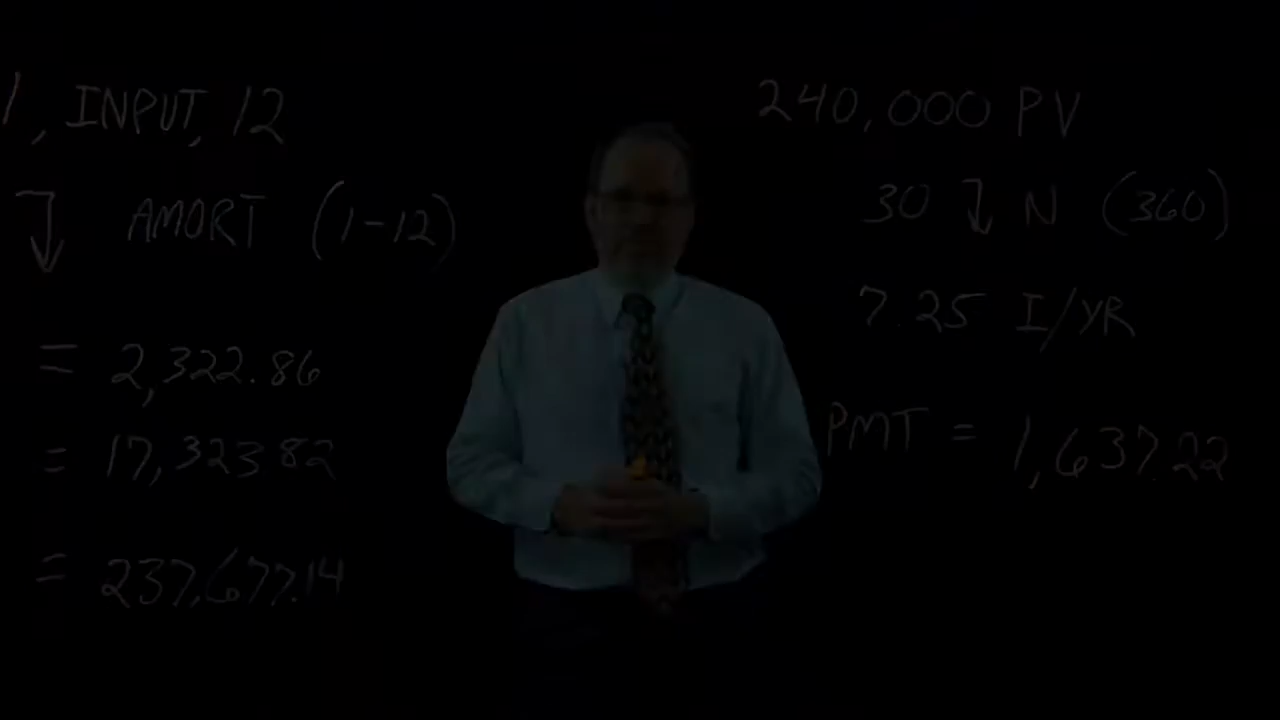 1, INPUT, 12
↴ AMORT (1-12)
= 2,322.86
= 17,323.82
= 237,677.14
240,000 PV
30 ↴ N (360)
7.25 I/YR
PMT = 1,637.22